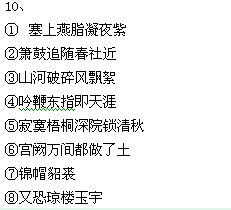 10、
① 塞上燕脂凝夜紫
②箫鼓追随春社近
③山河破碎风飘絮
④吟鞭东指即天涯
⑤寂寞梧桐深院锁清秋
⑥宫阙万间都做了土
⑦锦帽貂裘
⑧又恐琼楼玉宇